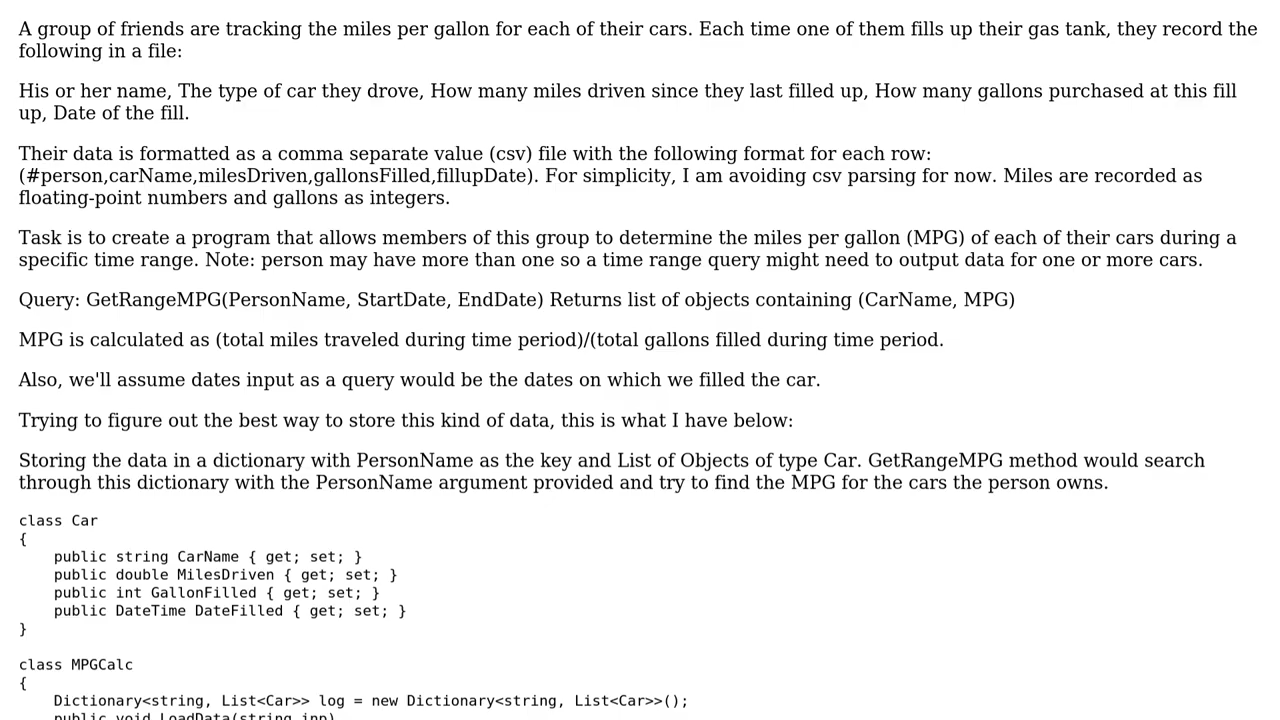 A group of friends are tracking the miles per gallon for each of their cars. Each time one of them fills up their gas tank, they record the
following in a file:
His or her name, The type of car they drove, How many miles driven since they last filled up, How many gallons purchased at this fill
up, Date of the fill.
Their data is formatted as a comma separate value (csv) file with the following format for each row:
(#person,carName,milesDriven,gallonsFilled,fillupDate). For simplicity, I am avoiding csv parsing for now. Miles are recorded as
floating-point numbers and gallons as integers.
Task is to create a program that allows members of this group to determine the miles per gallon (MPG) of each of their cars during a
specific time range. Note: person may have more than one so a time range query might need to output data for one or more cars.
Query: GetRangeMPG(PersonName, StartDate, EndDate) Returns list of objects containing (CarName, MPG)
MPG is calculated as (total miles traveled during time period)/(total gallons filled during time period.
Also, we'll assume dates input as a query would be the dates on which we filled the car.
Trying to figure out the best way to store this kind of data, this is what I have below:
Storing the data in a dictionary with PersonName as the key and List of Objects of type Car. GetRangeMPG method would search
through this dictionary with the PersonName argument provided and try to find the MPG for the cars the person owns.
class Car
{
    public string CarName { get; set; }
    public double MilesDriven { get; set; }
    public int GallonFilled { get; set; }
    public DateTime DateFilled { get; set; }
}
class MPGCalc
{
    Dictionary<string, List<Car>> log = new Dictionary<string, List<Car>>();
    public void LoadData(string inp)